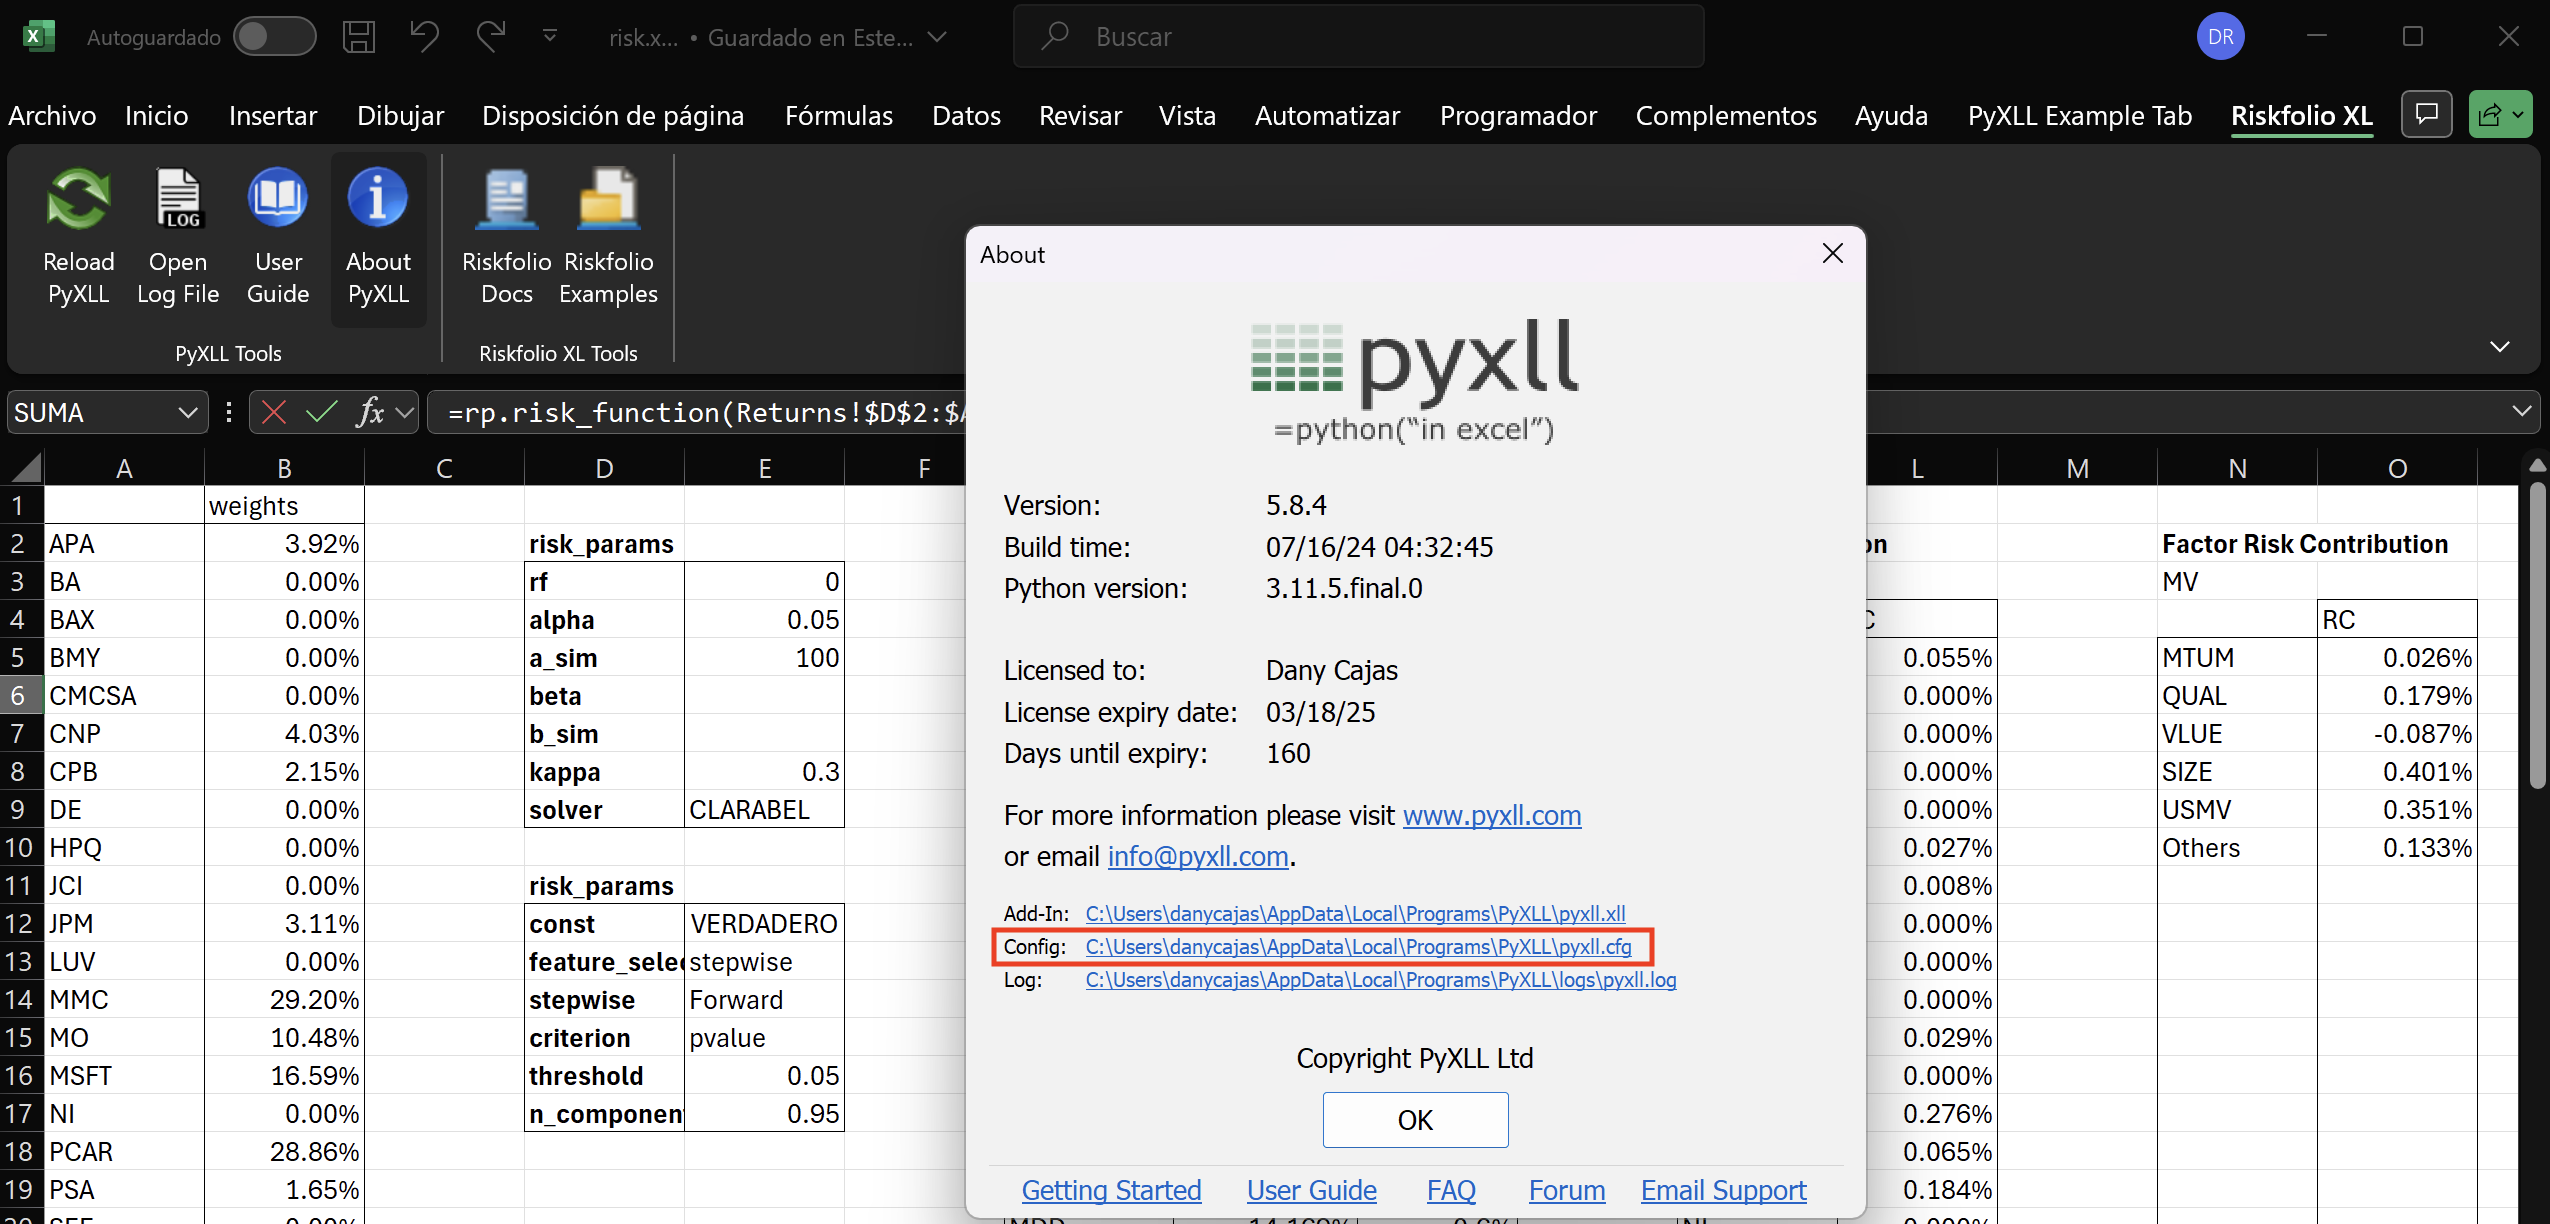 Autoguardado risk.x... • Guardado en Este... Buscar DR
Archivo Inicio Insertar Dibujar Disposición de página Fórmulas Datos Revisar Vista Automatizar Programador Complementos Ayuda PyXLL Example Tab Riskfolio XL
LOG
Reload Open User About Riskfolio Riskfolio
PyXLL Log File Guide PyXLL Docs Examples
PyXLL Tools Riskfolio XL Tools
SUMA fx =rp.risk_function(Returns!$D$2:$
A B C D E F L M N O
1 weights
2 APA 3.92% risk_params on Factor Risk Contribution
3 BA 0.00% rf 0 MV
4 BAX 0.00% alpha 0.05 C RC
5 BMY 0.00% a_sim 100 0.055% MTUM 0.026%
6 CMCSA 0.00% beta 0.000% QUAL 0.179%
7 CNP 4.03% b_sim 0.000% VLUE -0.087%
8 CPB 2.15% kappa 0.3 0.000% SIZE 0.401%
9 DE 0.00% solver CLARABEL 0.000% USMV 0.351%
10 HPQ 0.00% 0.027% Others 0.133%
11 JCI 0.00% risk_params 0.008%
12 JPM 3.11% const VERDADERO 0.000%
13 LUV 0.00% feature_selec stepwise 0.000%
14 MMC 29.20% stepwise Forward 0.000%
15 MO 10.48% criterion pvalue 0.029%
16 MSFT 16.59% threshold 0.05 0.000%
17 NI 0.00% n_component 0.95 0.276%
18 PCAR 28.86% 0.065%
19 PSA 1.65% 0.184%
About
pyxll
=python("in excel")
Version: 5.8.4
Build time: 07/16/24 04:32:45
Python version: 3.11.5.final.0
Licensed to: Dany Cajas
License expiry date: 03/18/25
Days until expiry: 160
For more information please visit www.pyxll.com
or email info@pyxll.com.
Add-In: C:\Users\danycajas\AppData\Local\Programs\PyXLL\pyxll.xll
Config: C:\Users\danycajas\AppData\Local\Programs\PyXLL\pyxll.cfg
Log: C:\Users\danycajas\AppData\Local\Programs\PyXLL\logs\pyxll.log
Copyright PyXLL Ltd
OK
Getting Started User Guide FAQ Forum Email Support